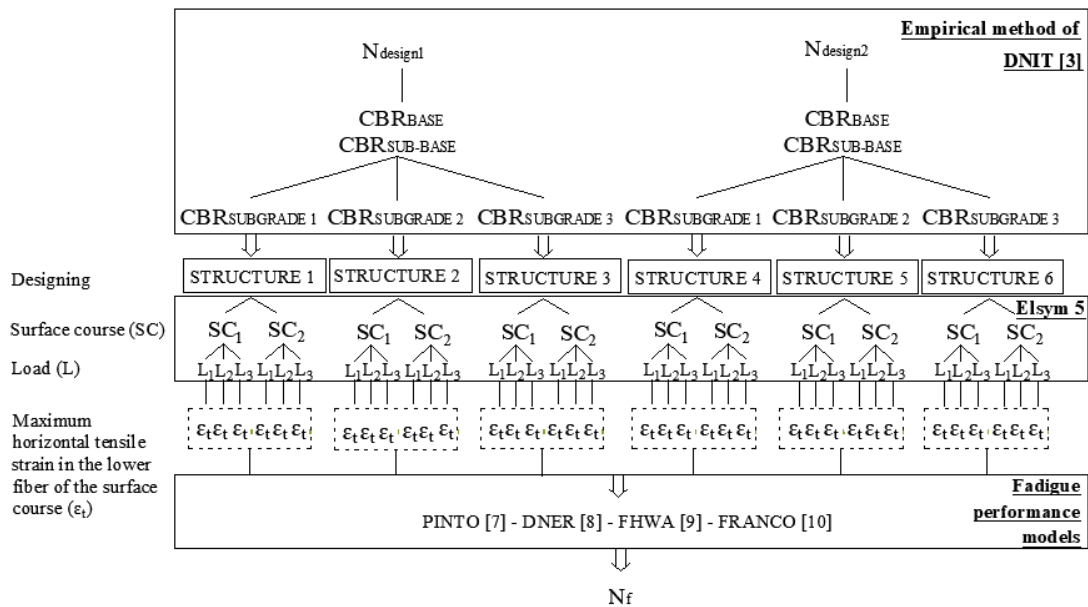 Empirical method of
DNIT [3]
Ndesign1 Ndesign2
CBRBASE CBRBASE
CBRSUB-BASE CBRSUB-BASE
CBRSUBGRADE 1 CBRSUBGRADE 2 CBRSUBGRADE 3 CBRSUBGRADE 1 CBRSUBGRADE 2 CBRSUBGRADE 3
Designing STRUCTURE 1 STRUCTURE 2 STRUCTURE 3 STRUCTURE 4 STRUCTURE 5 STRUCTURE 6
Elsym 5
Surface course (SC) SC1 SC2 SC1 SC2 SC1 SC2 SC1 SC2 SC1 SC2 SC1 SC2
Load (L) L1L2L3 L1L2L3 L1L2L3 L1L2L3 L1L2L3 L1L2L3 L1L2L3 L1L2L3 L1L2L3 L1L2L3 L1L2L3 L1L2L3
Maximum
horizontal tensile
strain in the lower
fiber of the surface
course (εt)
εt εt εt εt εt εt εt εt εt εt εt εt εt εt εt εt εt εt εt εt εt εt εt εt εt εt εt εt εt εt εt εt εt εt εt εt
Fadigue
performance
models
PINTO [7] - DNER [8] - FHWA [9] - FRANCO [10]
Nf